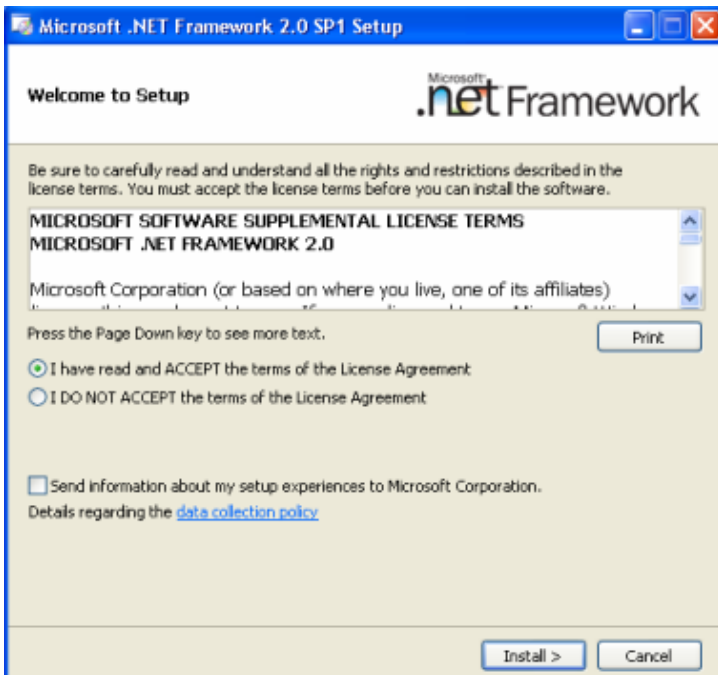 Microsoft .NET Framework 2.0 SP1 Setup
Welcome to Setup
Microsoft
.net Framework
Be sure to carefully read and understand all the rights and restrictions described in the
license terms. You must accept the license terms before you can install the software.
MICROSOFT SOFTWARE SUPPLEMENTAL LICENSE TERMS
MICROSOFT .NET FRAMEWORK 2.0
Microsoft Corporation (or based on where you live, one of its affiliates)
Press the Page Down key to see more text.
Print
I have read and ACCEPT the terms of the License Agreement
I DO NOT ACCEPT the terms of the License Agreement
Send information about my setup experiences to Microsoft Corporation.
Details regarding the data collection policy
Install >
Cancel